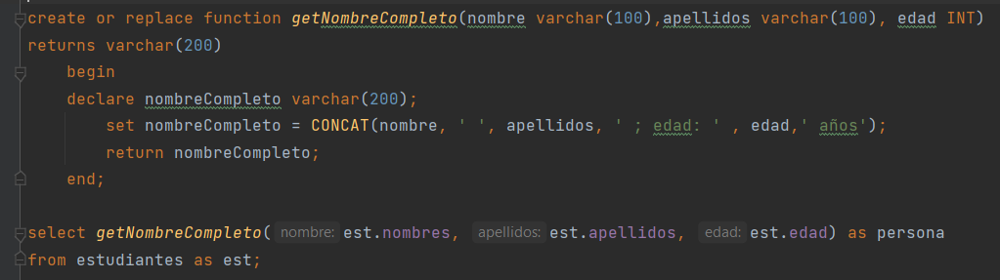 create or replace function getNombreCompleto(nombre varchar(100),apellidos varchar(100), edad INT)
returns varchar(200)
    begin
    declare nombreCompleto varchar(200);
        set nombreCompleto = CONCAT(nombre, ' ', apellidos, ' ; edad: ' , edad,' años');
        return nombreCompleto;
    end;
select getNombreCompleto( nombre: est.nombres, apellidos: est.apellidos, edad: est.edad) as persona
from estudiantes as est;